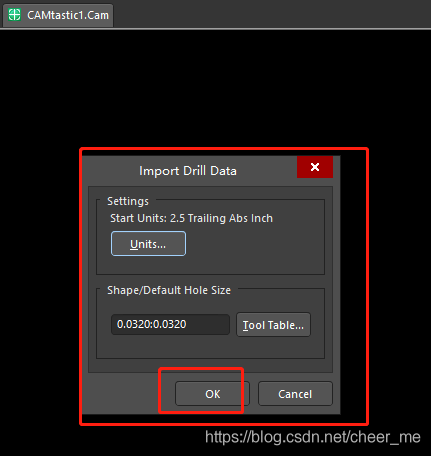 CAMtastic1.Cam
Import Drill Data
Settings
Start Units: 2.5 Trailing Abs Inch
Units...
Shape/Default Hole Size
0.0320:0.0320
Tool Table...
OK
Cancel
https://blog.csdn.net/cheer_me